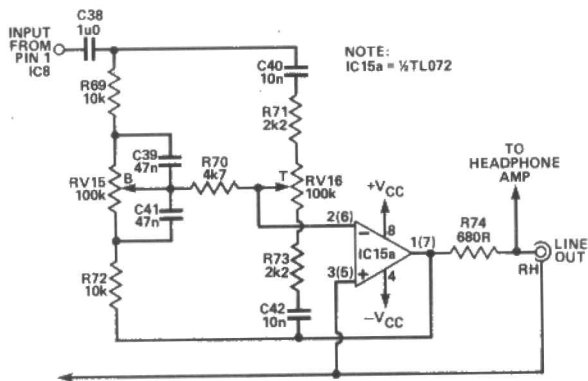 INPUT
FROM
PIN 1
IC8
C38
1u0
NOTE:
IC15a = ½TL072
C40
10n
R69
10k
R71
2k2
C39
47n
R70
4k7
RV15
100k
B
T
RV16
100k
C41
47n
TO
HEADPHONE
AMP
+VCC
R74
680R
LINE
OUT
RH
2(6)
8
1(7)
IC15a
3(5)
4
−VCC
R72
10k
R73
2k2
C42
10n